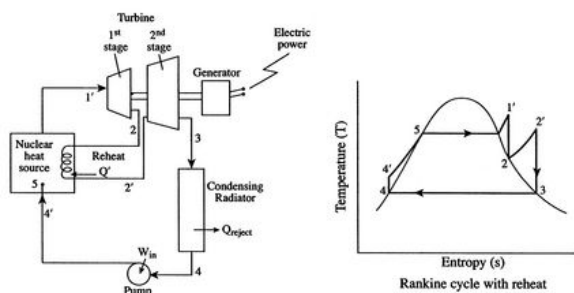 Turbine
1st stage
2nd stage
Electric power
Generator
1′
2
3
Nuclear heat source
Reheat
Q′
5
2′
4′
Condensing Radiator
Qreject
Win
4
Pump
Temperature (T)
1′
2′
5
2
4′
4
3
Entropy (s)
Rankine cycle with reheat